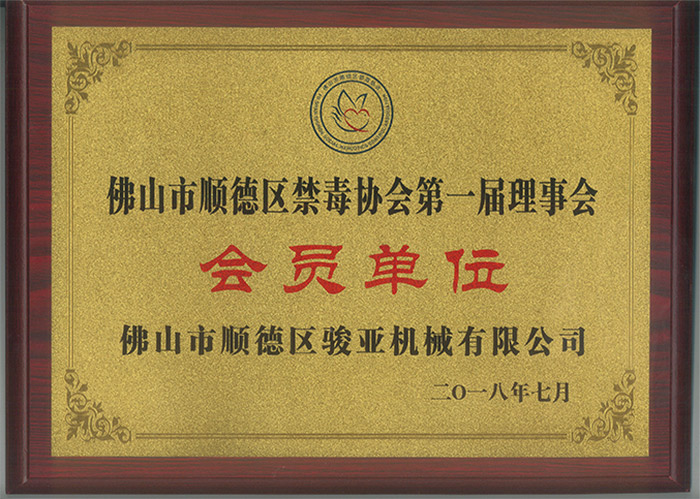 佛山市顺德区禁毒协会第一届理事会
会员单位
佛山市顺德区骏亚机械有限公司
二〇一八年七月